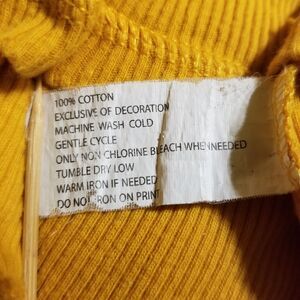 100% COTTON
EXCLUSIVE OF DECORATION
MACHINE WASH COLD
GENTLE CYCLE
ONLY NON CHLORINE BLEACH WHEN NEEDED
TUMBLE DRY LOW
WARM IRON IF NEEDED
DO NOT IRON ON PRINT